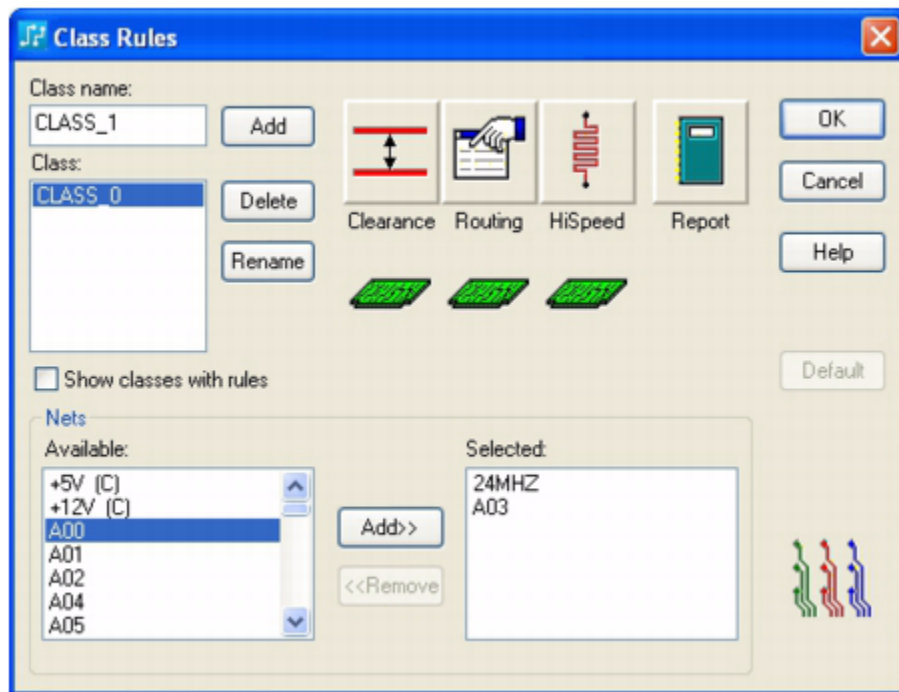 Class Rules
Class name:
CLASS_1
Add
OK
Class:
CLASS_0
Delete
Cancel
Clearance Routing HiSpeed Report
Rename
Help
Show classes with rules
Default
Nets
Available:
Selected:
+5V (C)
+12V (C)
A00
A01
A02
A04
A05
Add>>
<<Remove
24MHZ
A03